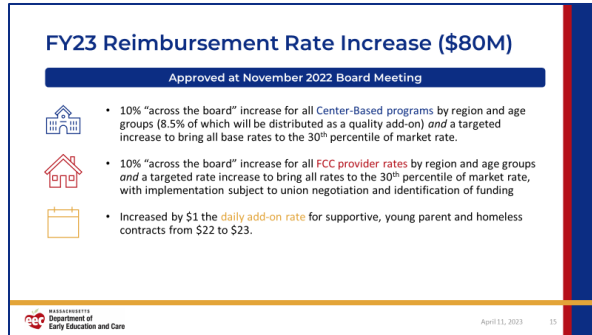 FY23 Reimbursement Rate Increase ($80M)
Approved at November 2022 Board Meeting
• 10% “across the board” increase for all Center-Based programs by region and age
groups (8.5% of which will be distributed as a quality add-on) and a targeted
increase to bring all base rates to the 30th percentile of market rate.
• 10% “across the board” increase for all FCC provider rates by region and age groups
and a targeted rate increase to bring all rates to the 30th percentile of market rate,
with implementation subject to union negotiation and identification of funding
• Increased by $1 the daily add-on rate for supportive, young parent and homeless
contracts from $22 to $23.
eec
MASSACHUSETTS
Department of
Early Education and Care
April 11, 2023
15